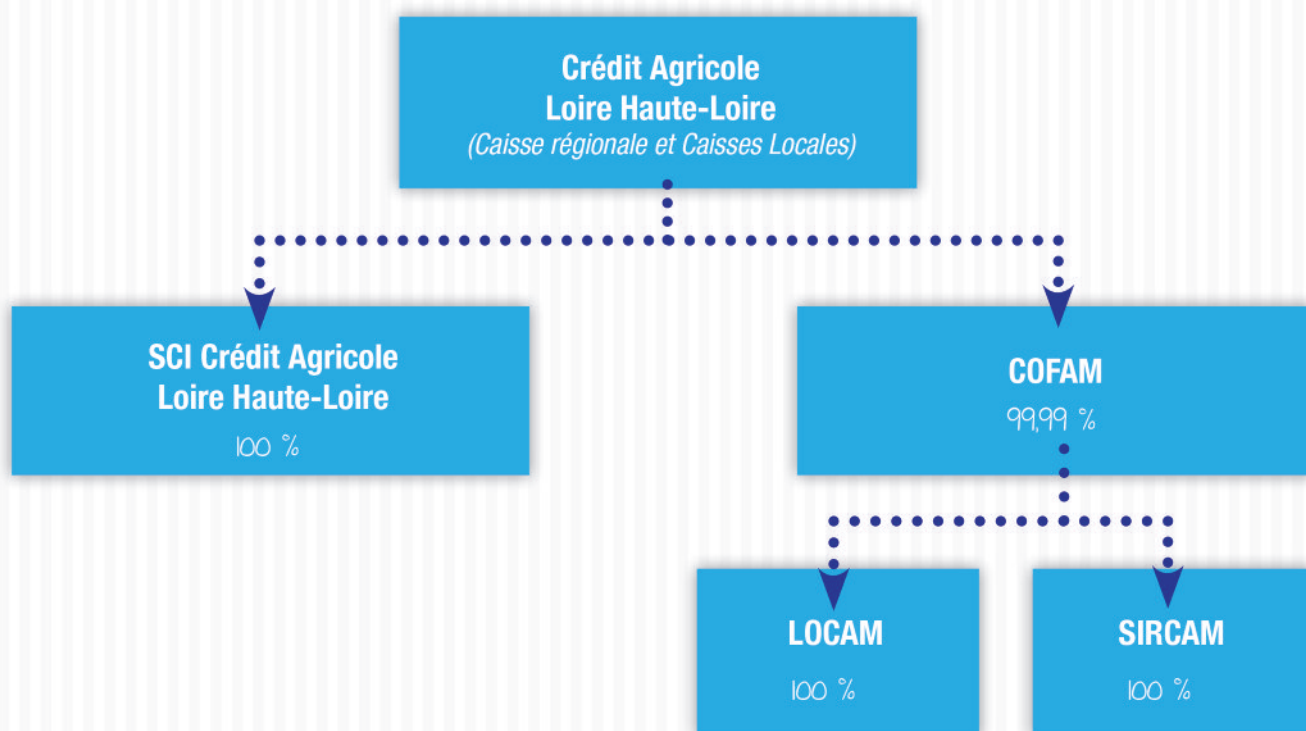 Crédit Agricole
Loire Haute-Loire
(Caisse régionale et Caisses Locales)
SCI Crédit Agricole
Loire Haute-Loire
100 %
COFAM
99,99 %
LOCAM
100 %
SIRCAM
100 %